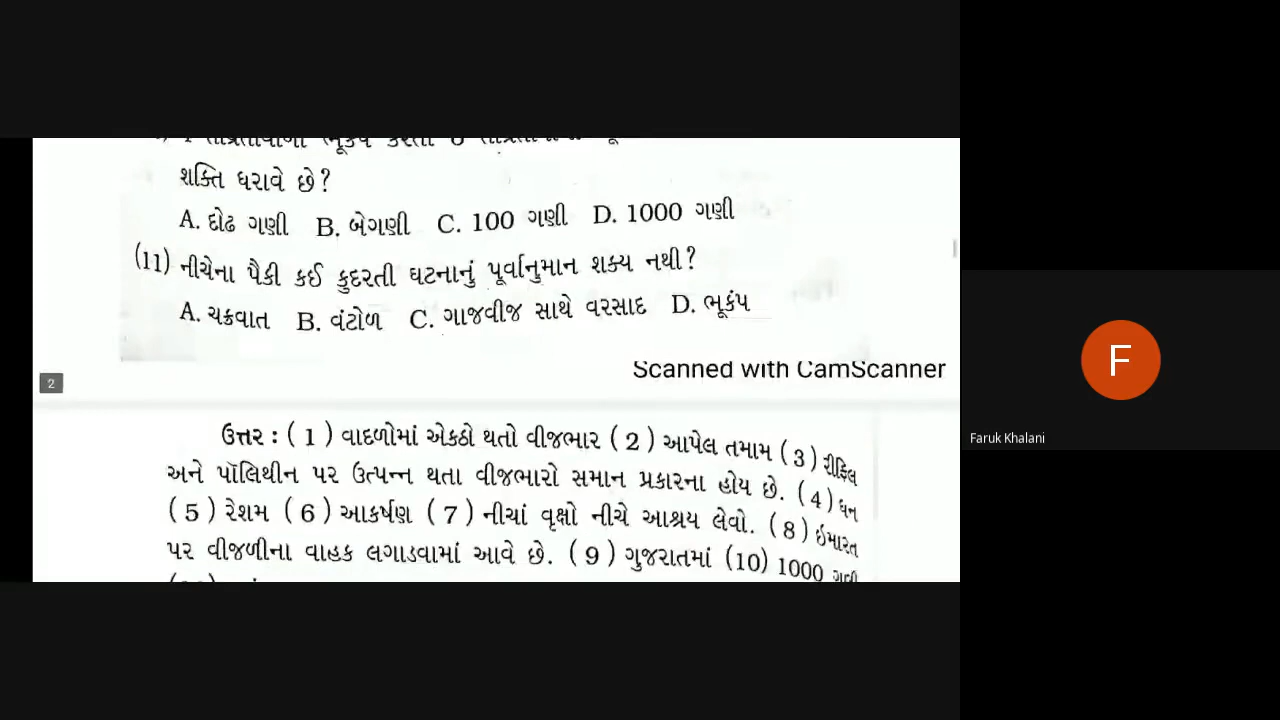 શક્તિ ધરાવે છે?
A. દોઢ ગણી B. બેગણી C. 100 ગણી D. 1000 ગણી
(11) નીચેના પૈકી કઈ કુદરતી ઘટનાનું પૂર્વાનુમાન શક્ય નથી?
A. ચક્રવાત B. વંટોળ C. ગાજવીજ સાથે વરસાદ D. ભૂકંપ
Scanned with CamScanner
2
ઉત્તર : ( 1 ) વાદળોમાં એકઠો થતો વીજભાર ( 2 ) આપેલ તમામ ( 3 ) રીફિલ
અને પૉલિથીન પર ઉત્પન્ન થતા વીજભારો સમાન પ્રકારના હોય છે. ( 4 ) ધન
( 5 ) રેશમ ( 6 ) આકર્ષણ ( 7 ) નીચાં વૃક્ષો નીચે આશ્રય લેવો. ( 8 ) ઇમારત
પર વીજળીના વાહક લગાડવામાં આવે છે. ( 9 ) ગુજરાતમાં (10) 1000 ગણી
F
Faruk Khalani